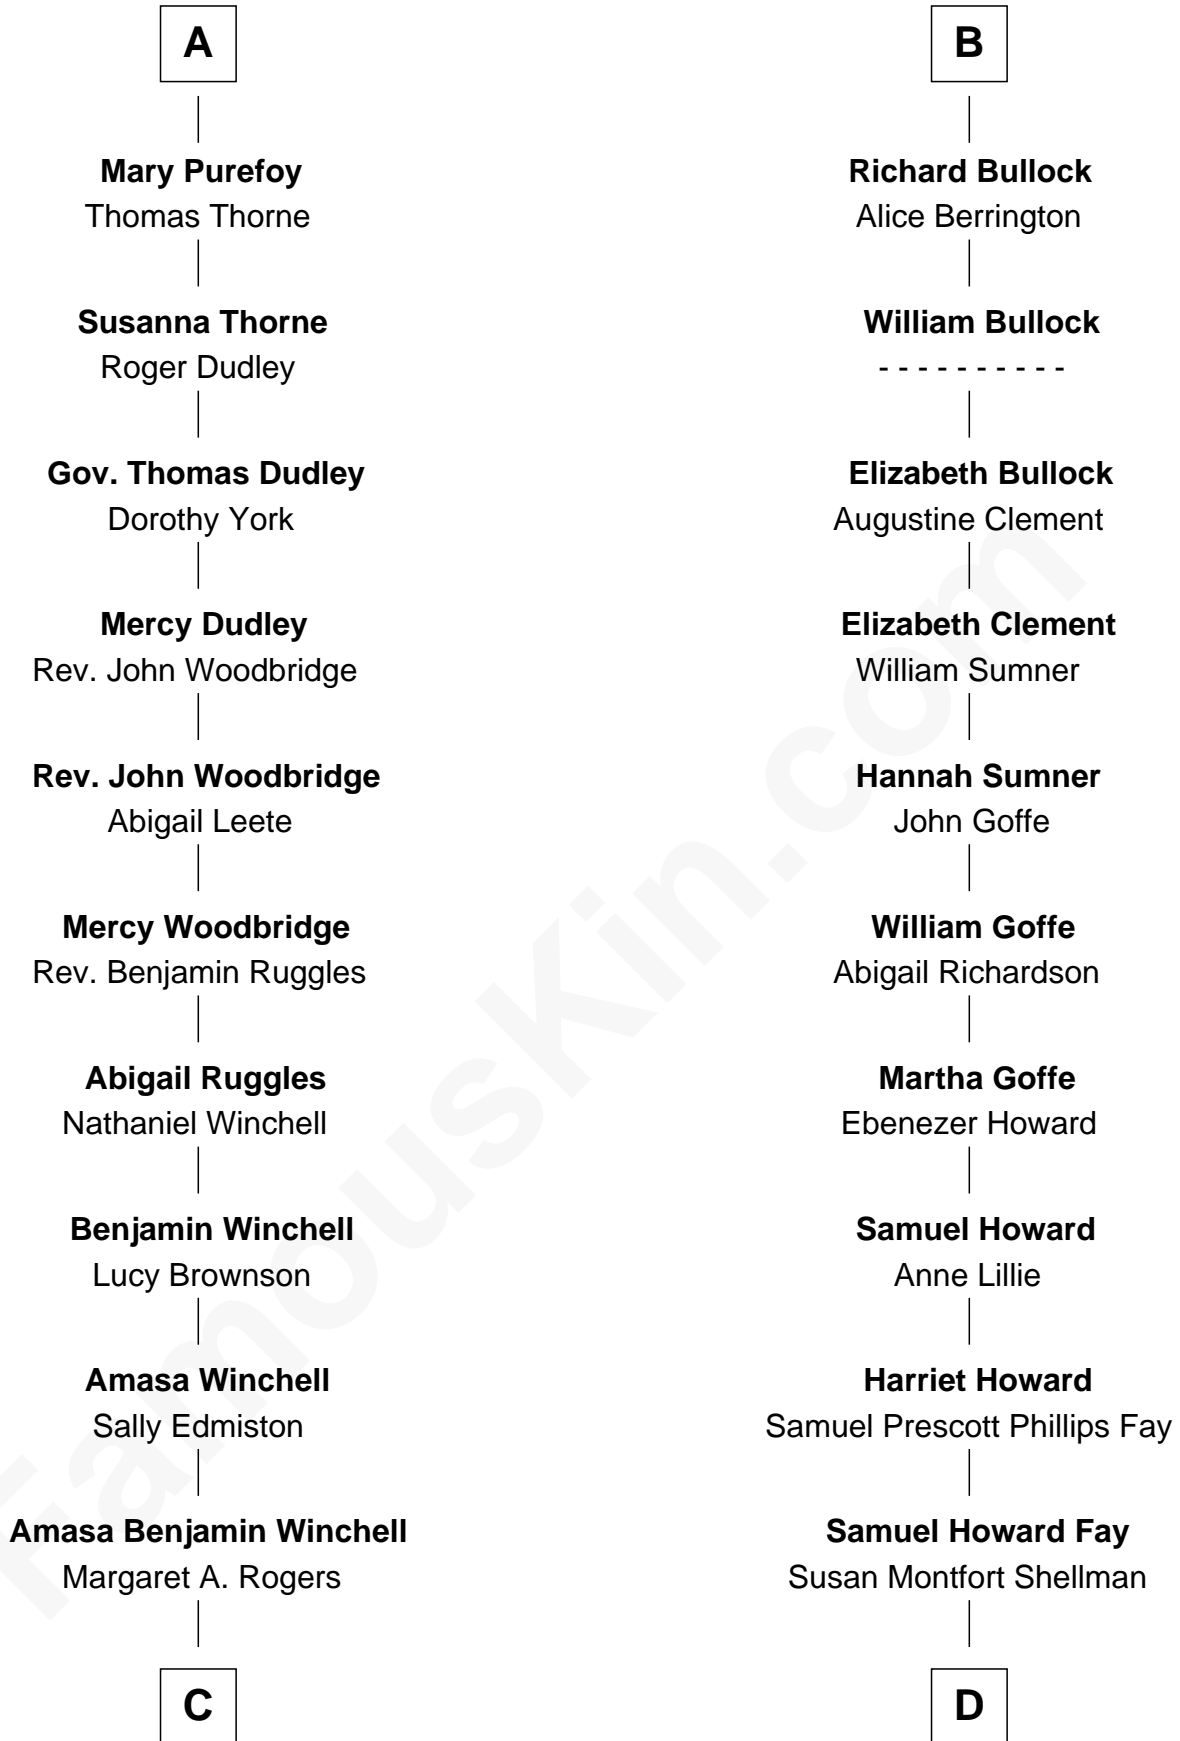 A
Mary Purefoy
Thomas Thorne
Susanna Thorne
Roger Dudley
Gov. Thomas Dudley
Dorothy York
Mercy Dudley
Rev. John Woodbridge
Rev. John Woodbridge
Abigail Leete
Mercy Woodbridge
Rev. Benjamin Ruggles
Abigail Ruggles
Nathaniel Winchell
Benjamin Winchell
Lucy Brownson
Amasa Winchell
Sally Edmiston
Amasa Benjamin Winchell
Margaret A. Rogers
C
B
Richard Bullock
Alice Berrington
William Bullock
- - - - - - - - - -
Elizabeth Bullock
Augustine Clement
Elizabeth Clement
William Sumner
Hannah Sumner
John Goffe
William Goffe
Abigail Richardson
Martha Goffe
Ebenezer Howard
Samuel Howard
Anne Lillie
Harriet Howard
Samuel Prescott Phillips Fay
Samuel Howard Fay
Susan Montfort Shellman
D
FamousKin.com